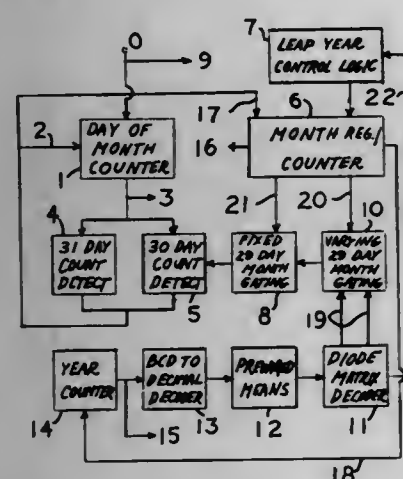 0
9
7
LEAP YEAR
CONTROL LOGIC
17
6
22
2
DAY OF
MONTH
COUNTER
16
MONTH REG./
COUNTER
1
3
21
20
10
4
31 DAY
COUNT
DETECT
30 DAY
COUNT
DETECT
FIXED
29 DAY
MONTH
GATING
VARYING
29 DAY
MONTH
GATING
5
8
19
YEAR
COUNTER
BCD TO
DECIMAL
DECODER
PREWIRED
MEANS
DIODE
MATRIX
DECODER
14
15
13
12
11
18